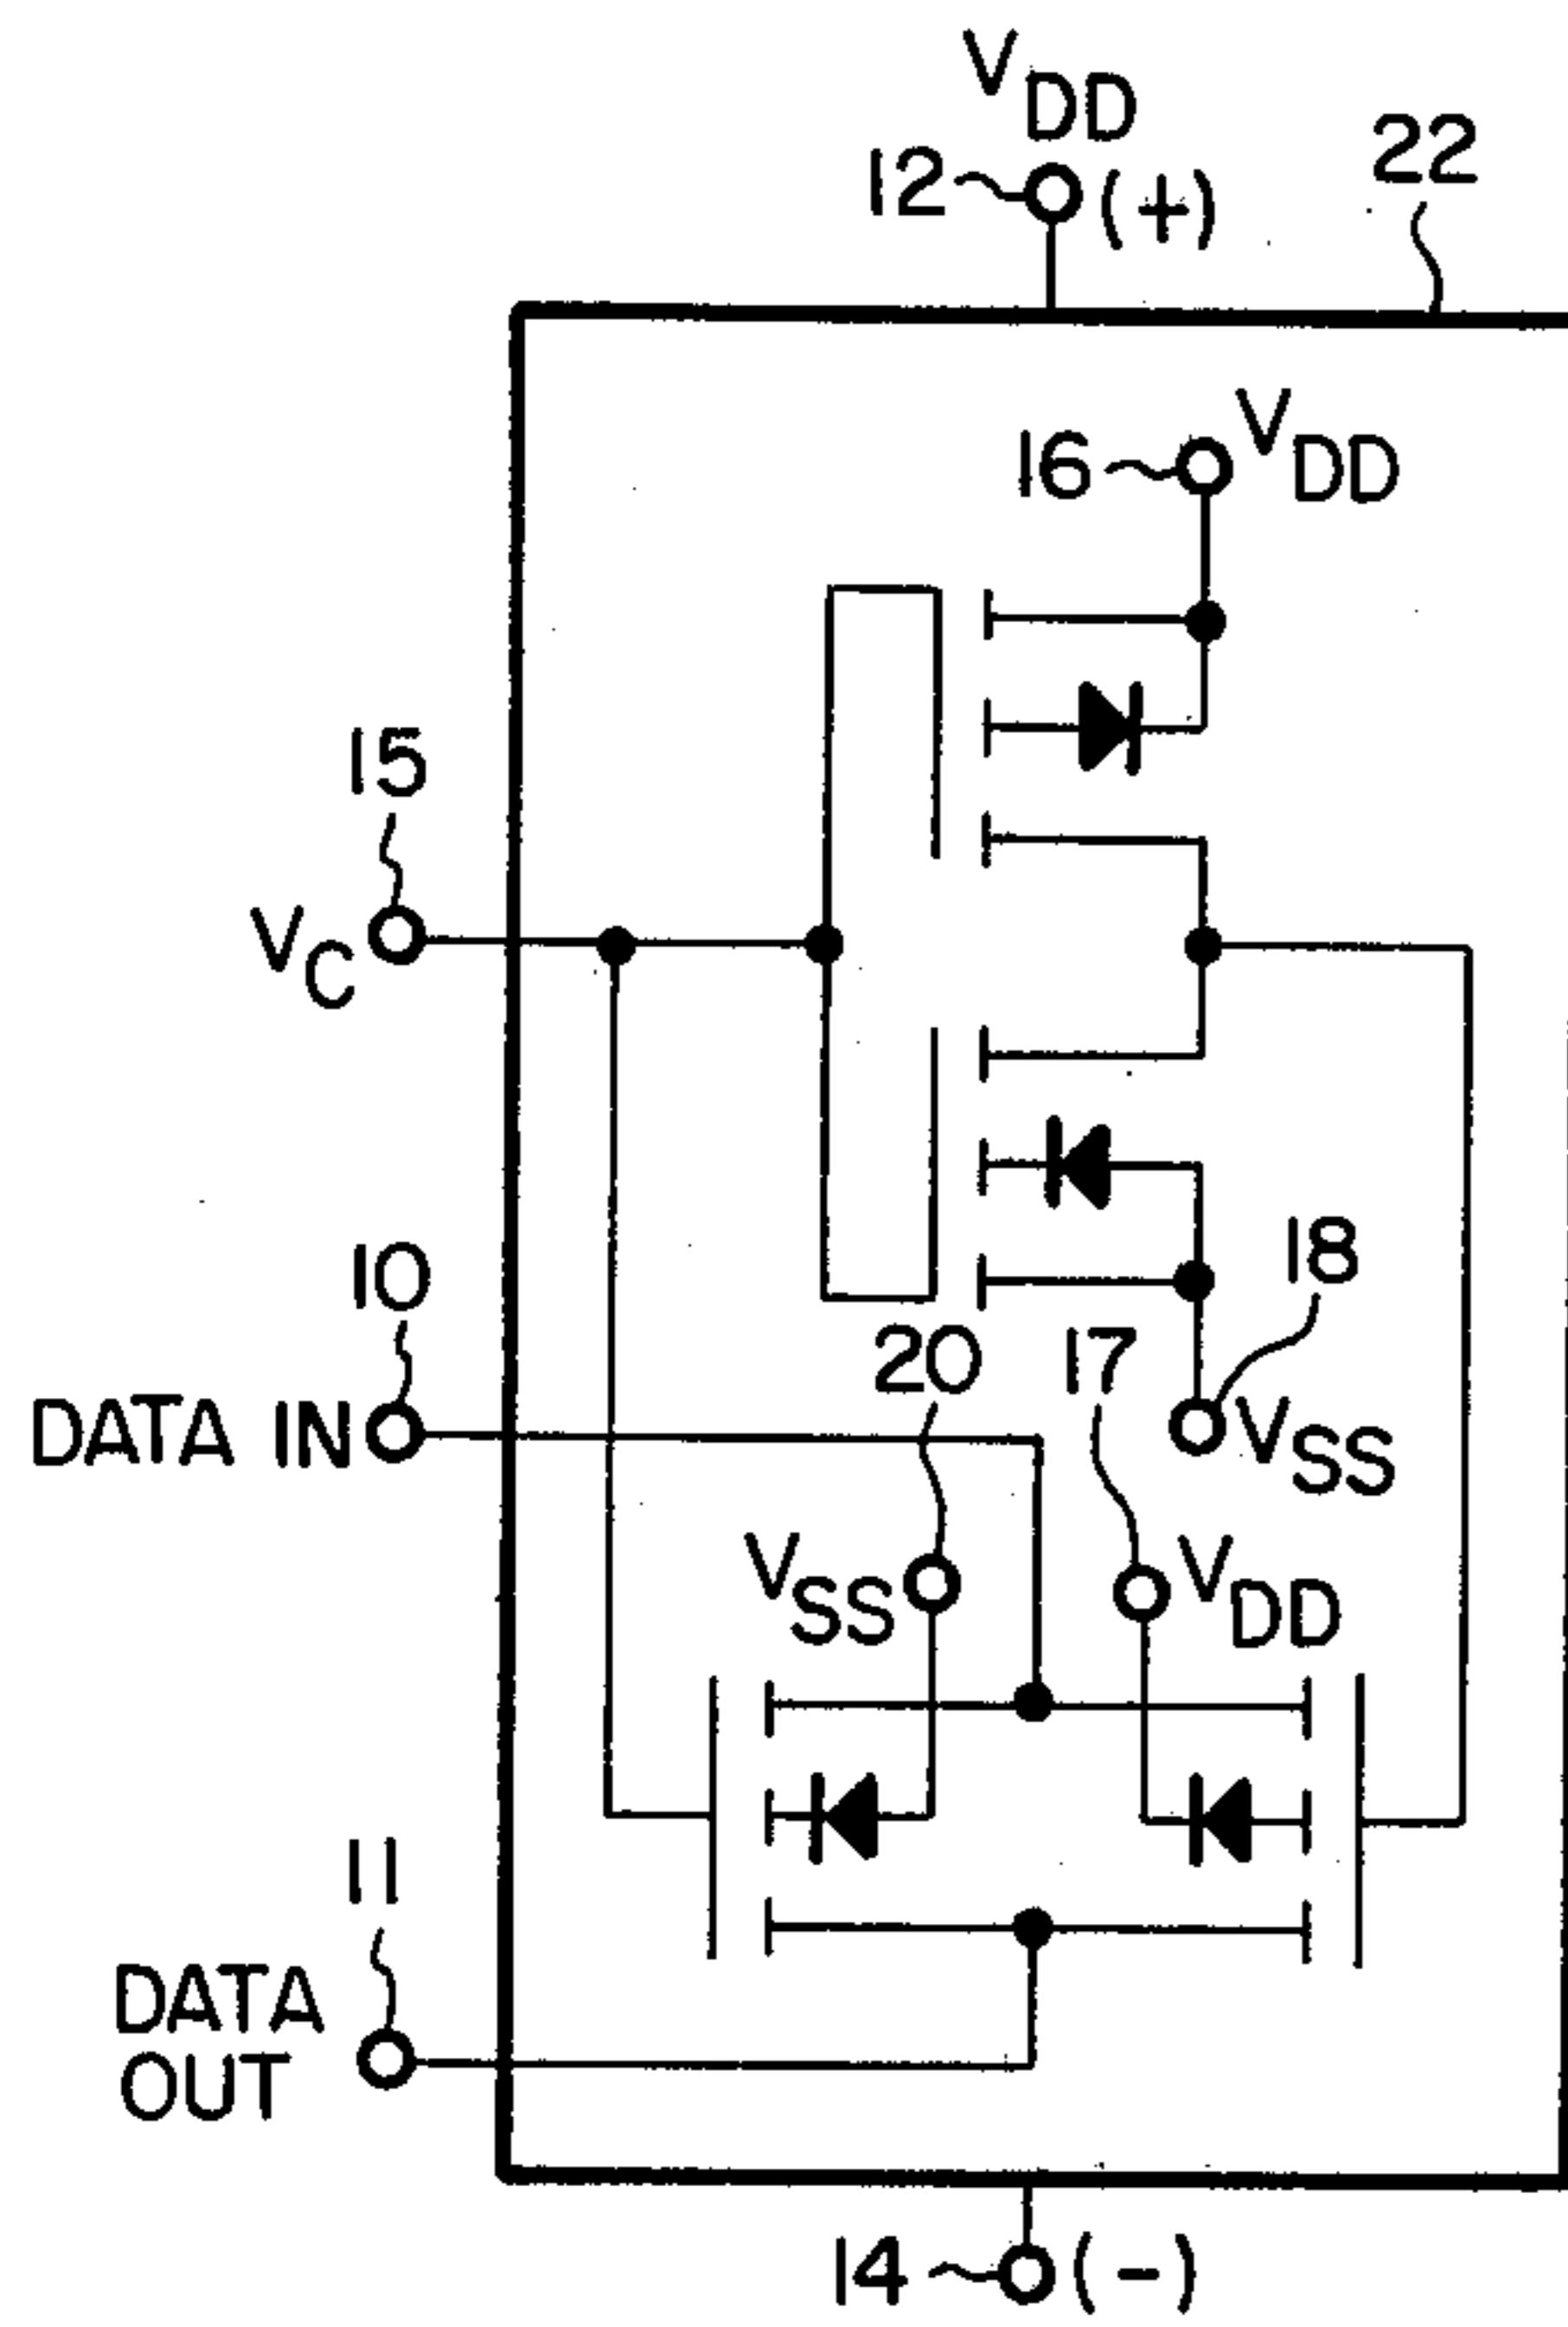 VDD
12 (+)
22
16 VDD
15
VC
10
18
20 17
DATA IN
VSS
VSS VDD
11
DATA
OUT
14 (-)